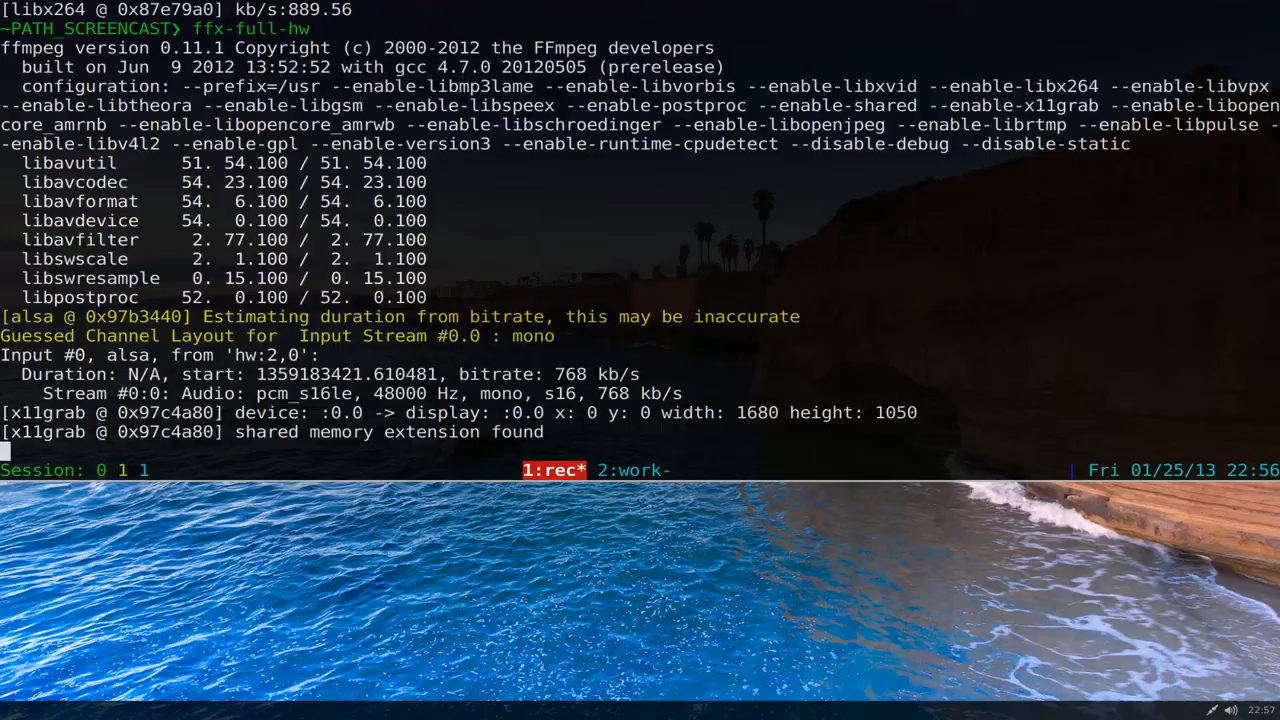 [libx264 @ 0x87e79a0] kb/s:889.56
~PATH_SCREENCAST❯ ffx-full-hw
ffmpeg version 0.11.1 Copyright (c) 2000-2012 the FFmpeg developers
  built on Jun  9 2012 13:52:52 with gcc 4.7.0 20120505 (prerelease)
  configuration: --prefix=/usr --enable-libmp3lame --enable-libvorbis --enable-libxvid --enable-libx264 --enable-libvpx
--enable-libtheora --enable-libgsm --enable-libspeex --enable-postproc --enable-shared --enable-x11grab --enable-libopen
core_amrnb --enable-libopencore_amrwb --enable-libschroedinger --enable-libopenjpeg --enable-librtmp --enable-libpulse -
-enable-libv4l2 --enable-gpl --enable-version3 --enable-runtime-cpudetect --disable-debug --disable-static
  libavutil      51. 54.100 / 51. 54.100
  libavcodec     54. 23.100 / 54. 23.100
  libavformat    54.  6.100 / 54.  6.100
  libavdevice    54.  0.100 / 54.  0.100
  libavfilter     2. 77.100 /  2. 77.100
  libswscale      2.  1.100 /  2.  1.100
  libswresample   0. 15.100 /  0. 15.100
  libpostproc    52.  0.100 / 52.  0.100
[alsa @ 0x97b3440] Estimating duration from bitrate, this may be inaccurate
Guessed Channel Layout for  Input Stream #0.0 : mono
Input #0, alsa, from 'hw:2,0':
  Duration: N/A, start: 1359183421.610481, bitrate: 768 kb/s
    Stream #0:0: Audio: pcm_s16le, 48000 Hz, mono, s16, 768 kb/s
[x11grab @ 0x97c4a80] device: :0.0 -> display: :0.0 x: 0 y: 0 width: 1680 height: 1050
[x11grab @ 0x97c4a80] shared memory extension found
Session: 0 1 1 1:rec* 2:work- | Fri 01/25/13 22:56
22:57